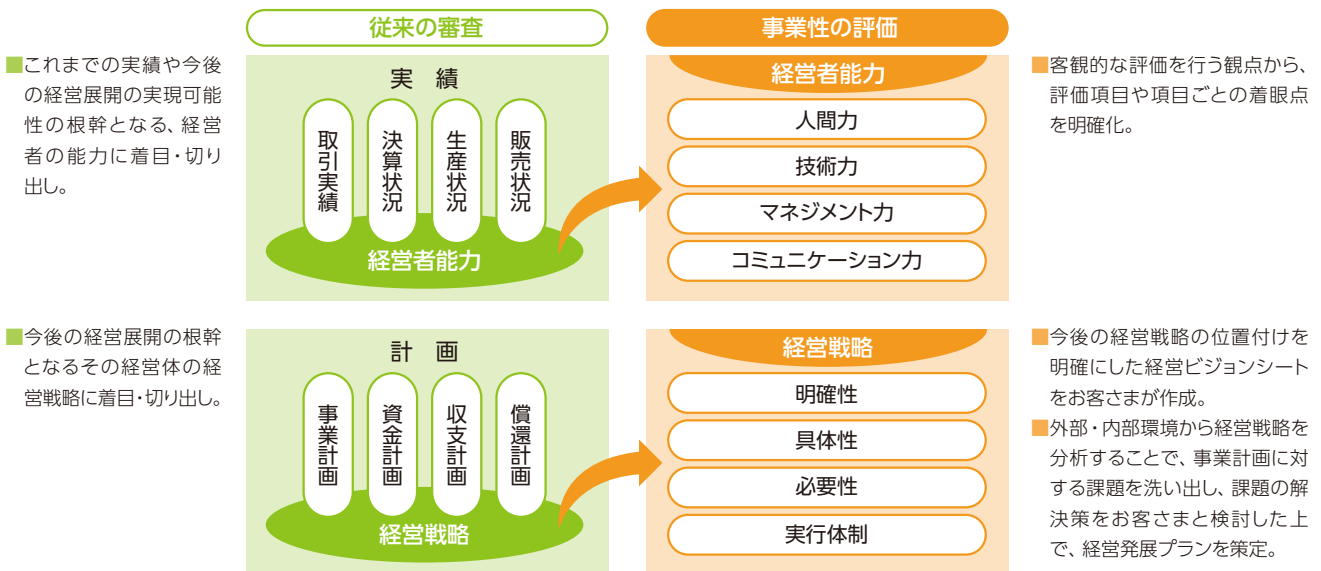 従来の審査
事業性の評価
■これまでの実績や今後
の経営展開の実現可能
性の根幹となる、経営
者の能力に着目・切り
出し。
実　績
取引実績
決算状況
生産状況
販売状況
経営者能力
経営者能力
人間力
技術力
マネジメント力
コミュニケーション力
■客観的な評価を行う観点から、
評価項目や項目ごとの着眼点
を明確化。
■今後の経営展開の根幹
となるその経営体の経
営戦略に着目・切り出し。
計　画
事業計画
資金計画
収支計画
償還計画
経営戦略
経営戦略
明確性
具体性
必要性
実行体制
■今後の経営戦略の位置付けを
明確にした経営ビジョンシート
をお客さまが作成。
■外部・内部環境から経営戦略を
分析することで、事業計画に対
する課題を洗い出し、課題の解
決策をお客さまと検討した上
で、経営発展プランを策定。